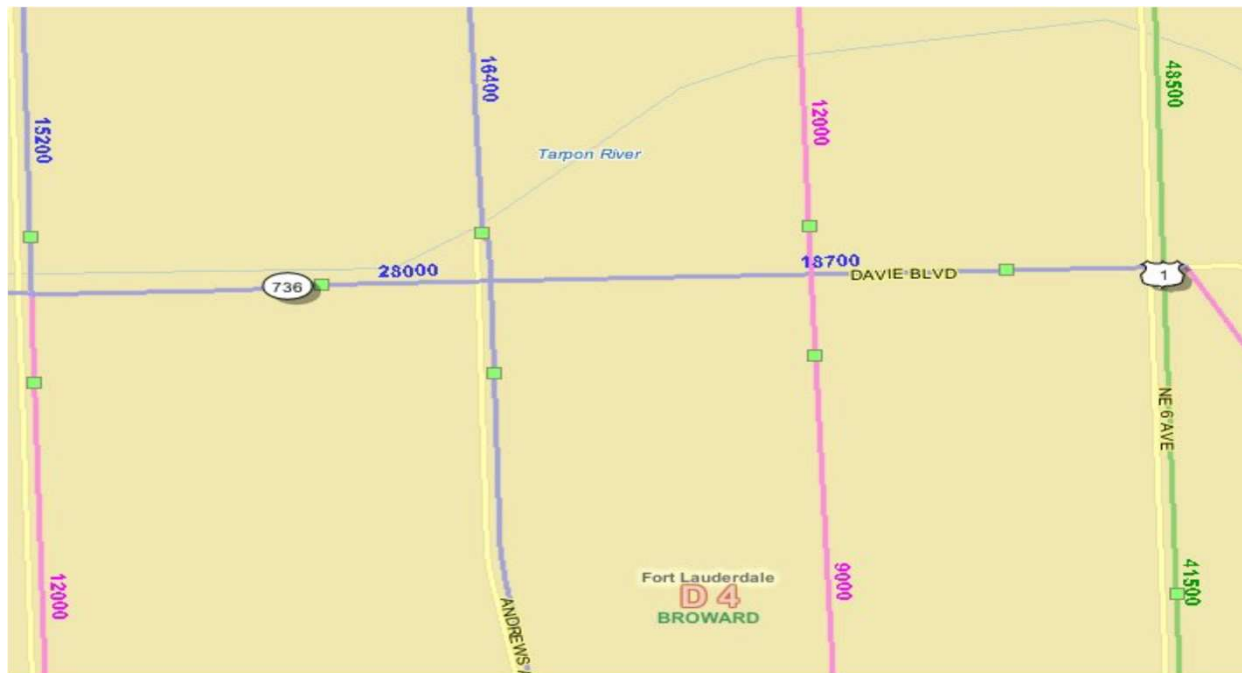 48500
16400
12000
15200
Tarpon River
18700
28000
DAVIE BLVD
1
736
NE 6 AVE
Fort Lauderdale
D 4
BROWARD
9000
41500
12000
ANDREWS